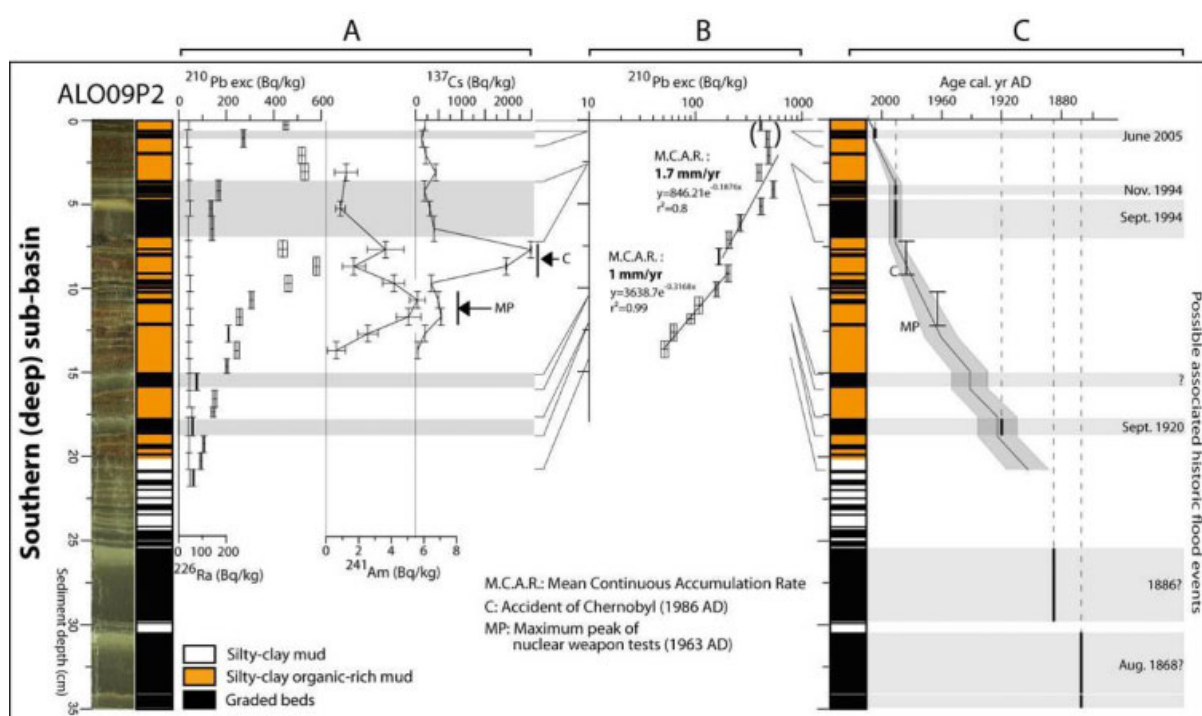 A
B
C
Southern (deep) sub-basin
ALO09P2
210Pb exc (Bq/kg)
0 200 400 600
137Cs (Bq/kg)
0 1000 2000
210Pb exc (Bq/kg)
10 100 1000
Age cal. yr AD
2000 1960 1920 1880
0
5
10
15
20
25
30
35
Sediment depth (cm)
C
MP
0 100 200
226Ra (Bq/kg)
0 2 4 6 8
241Am (Bq/kg)
( )
M.C.A.R.:
1.7 mm/yr
y=846.21e-0.1876x
r²=0.8
M.C.A.R.:
1 mm/yr
y=3638.7e-0.3168x
r²=0.99
M.C.A.R.: Mean Continuous Accumulation Rate
C: Accident of Chernobyl (1986 AD)
MP: Maximum peak of
nuclear weapon tests (1963 AD)
Silty-clay mud
Silty-clay organic-rich mud
Graded beds
C
MP
June 2005
Nov. 1994
Sept. 1994
?
Sept. 1920
1886?
Aug. 1868?
Possible associated historic flood events